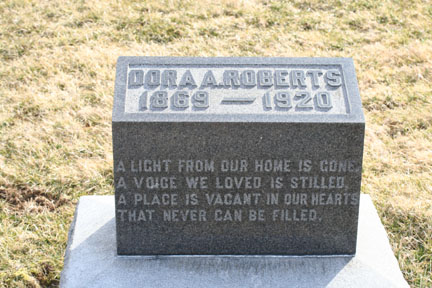 DORA A. ROBERTS
1869 — 1920
A LIGHT FROM OUR HOME IS GONE,
A VOICE WE LOVED IS STILLED,
A PLACE IS VACANT IN OUR HEARTS
THAT NEVER CAN BE FILLED.